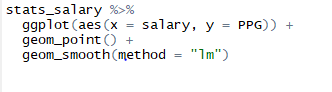 stats_salary %>%
  ggplot(aes(x = salary, y = PPG)) +
  geom_point() +
  geom_smooth(method = "lm")